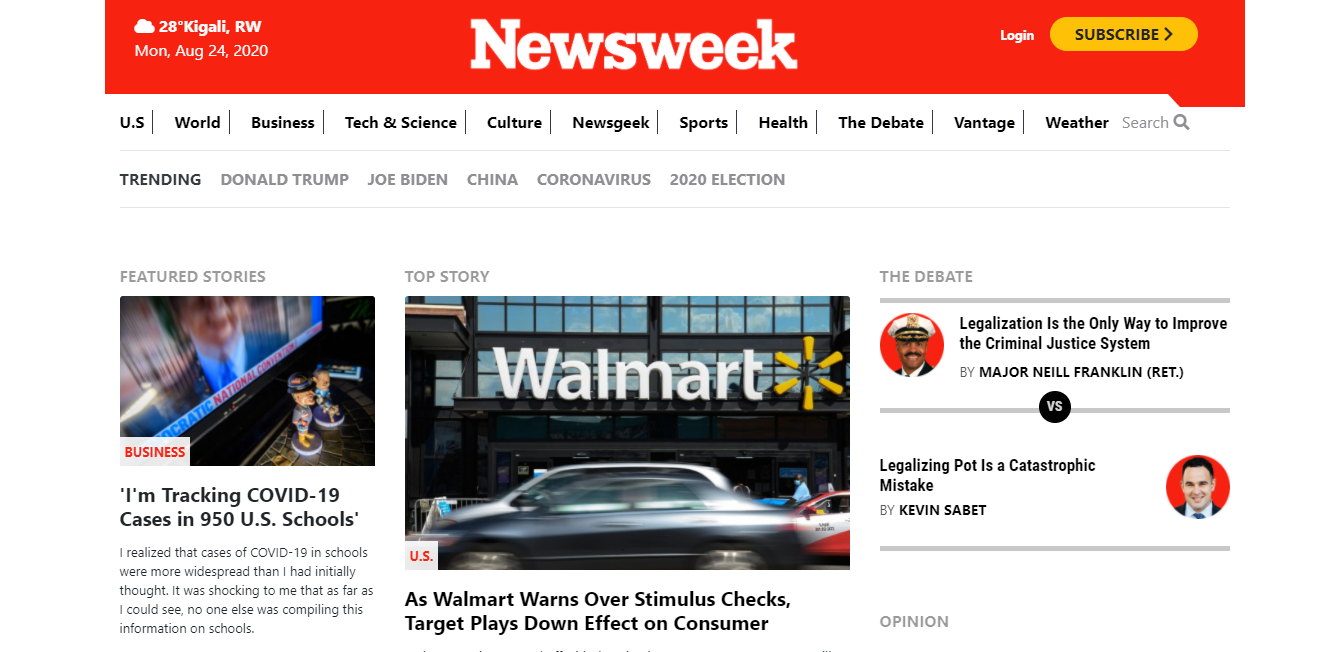 28°Kigali, RW
Mon, Aug 24, 2020
Newsweek
Login
SUBSCRIBE
U.S
World
Business
Tech & Science
Culture
Newsgeek
Sports
Health
The Debate
Vantage
Weather
Search
TRENDING
DONALD TRUMP
JOE BIDEN
CHINA
CORONAVIRUS
2020 ELECTION
FEATURED STORIES
NATIONAL CONVENTION
BUSINESS
'I'm Tracking COVID-19
Cases in 950 U.S. Schools'
I realized that cases of COVID-19 in schools
were more widespread than I had initially
thought. It was shocking to me that as far as
I could see, no one else was compiling this
information on schools.
TOP STORY
Walmart
U.S.
As Walmart Warns Over Stimulus Checks,
Target Plays Down Effect on Consumer
THE DEBATE
Legalization Is the Only Way to Improve
the Criminal Justice System
BY MAJOR NEILL FRANKLIN (RET.)
VS
Legalizing Pot Is a Catastrophic
Mistake
BY KEVIN SABET
OPINION